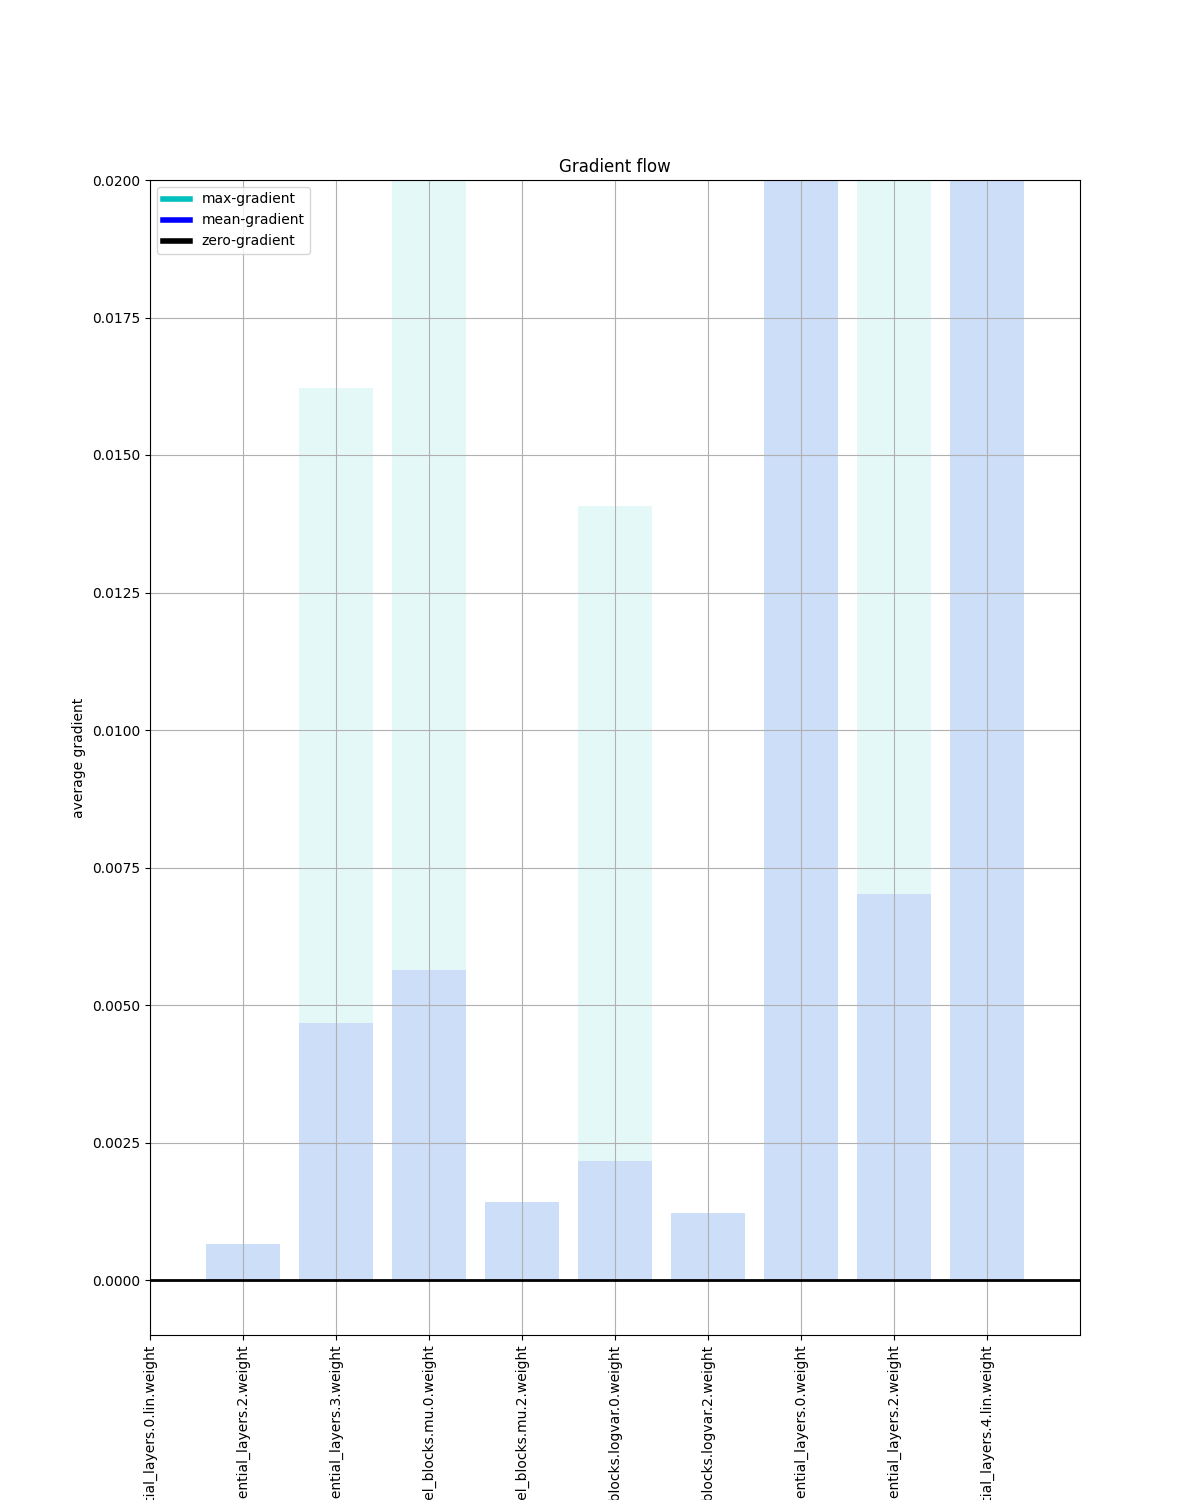 Gradient flow
max-gradient
mean-gradient
zero-gradient
0.0200
0.0175
0.0150
0.0125
0.0100
0.0075
0.0050
0.0025
0.0000
average gradient
tial_layers.0.lin.weight
ential_layers.2.weight
ential_layers.3.weight
el_blocks.mu.0.weight
el_blocks.mu.2.weight
blocks.logvar.0.weight
blocks.logvar.2.weight
ential_layers.0.weight
ential_layers.2.weight
tial_layers.4.lin.weight